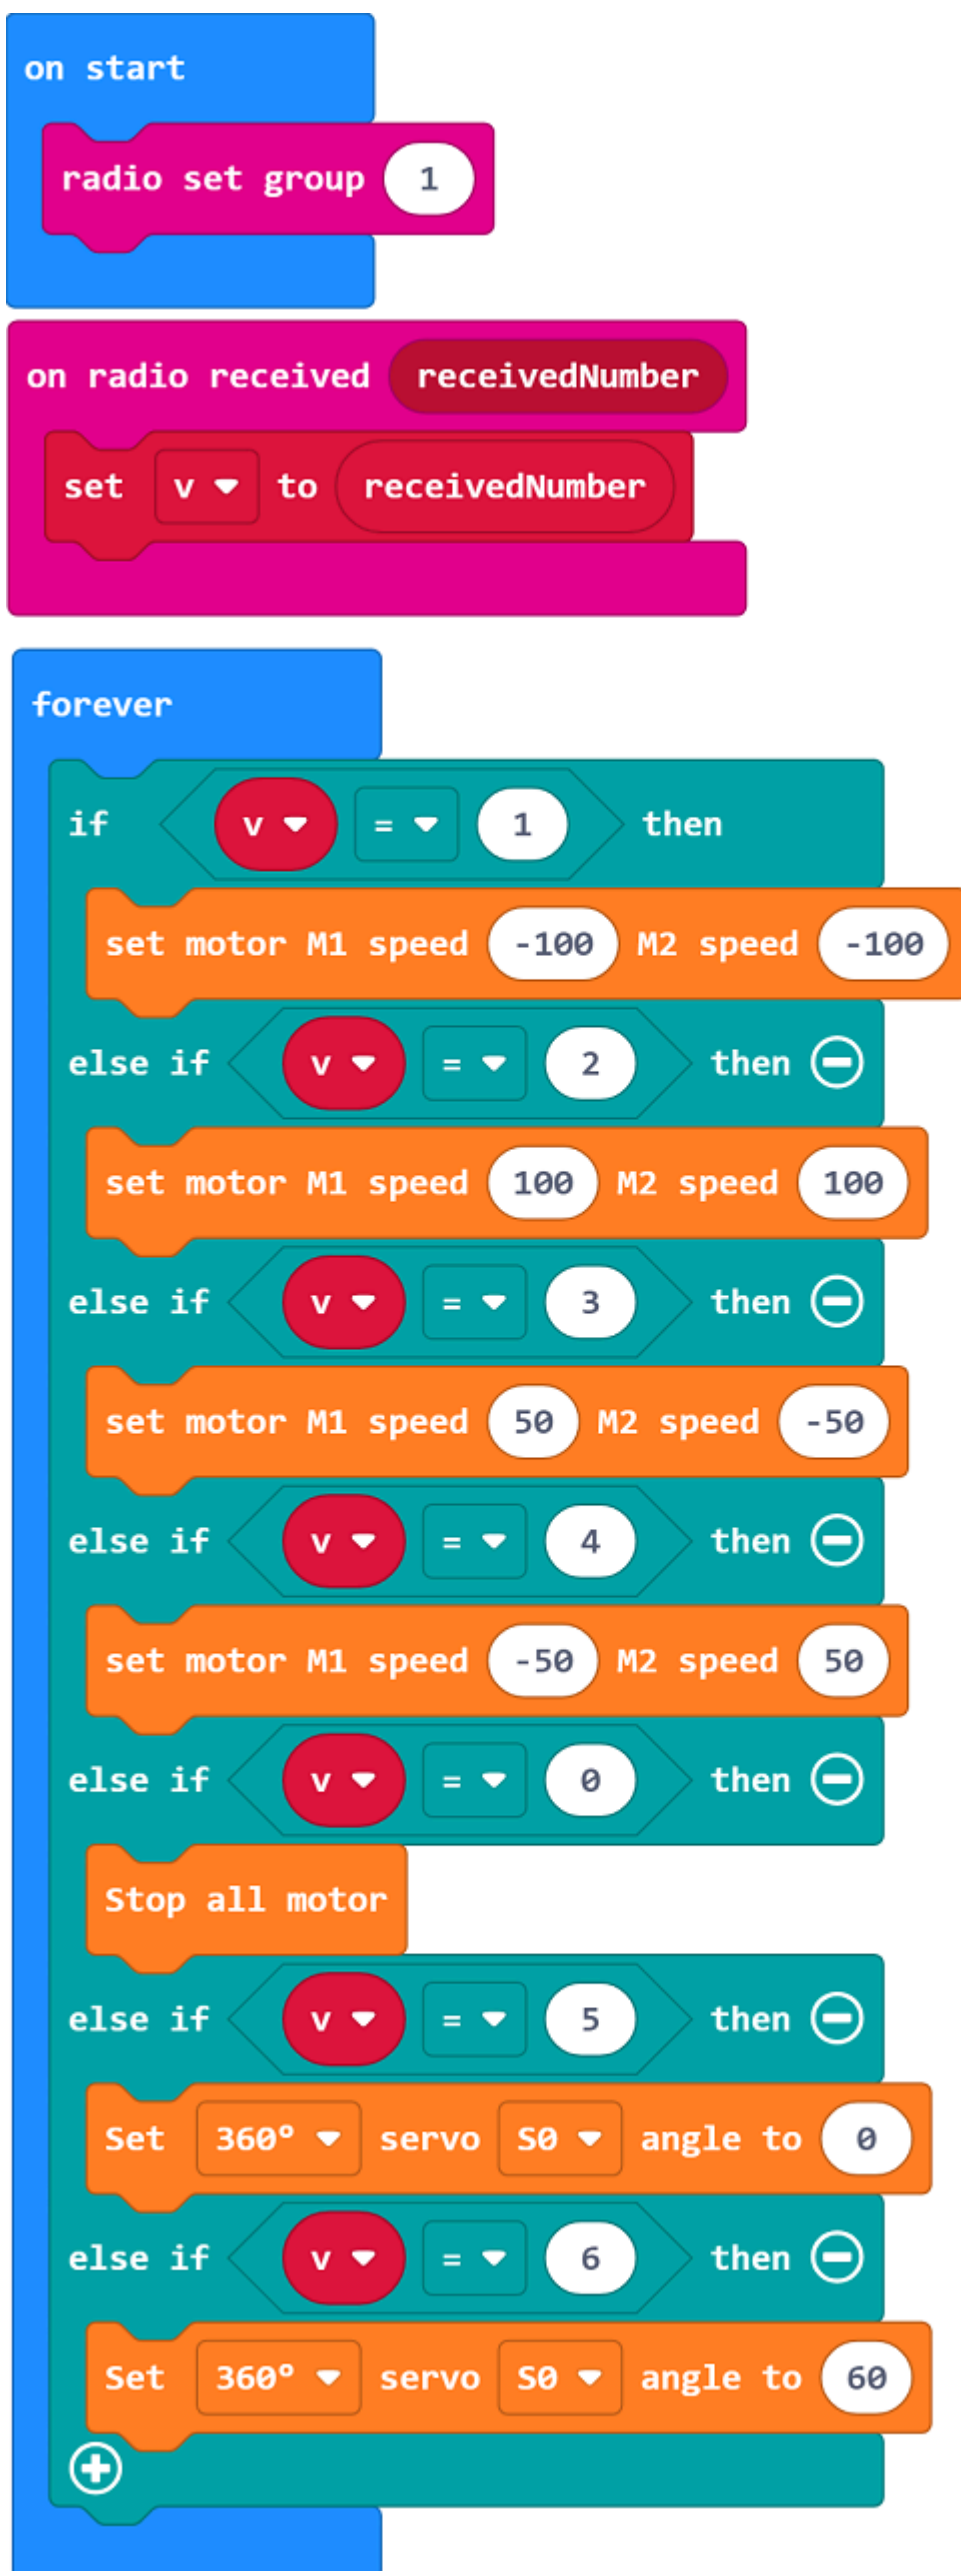 on start
radio set group 1
on radio received receivedNumber
set v to receivedNumber
forever
if v = 1 then
set motor M1 speed -100 M2 speed -100
else if v = 2 then
set motor M1 speed 100 M2 speed 100
else if v = 3 then
set motor M1 speed 50 M2 speed -50
else if v = 4 then
set motor M1 speed -50 M2 speed 50
else if v = 0 then
Stop all motor
else if v = 5 then
Set 360° servo S0 angle to 0
else if v = 6 then
Set 360° servo S0 angle to 60